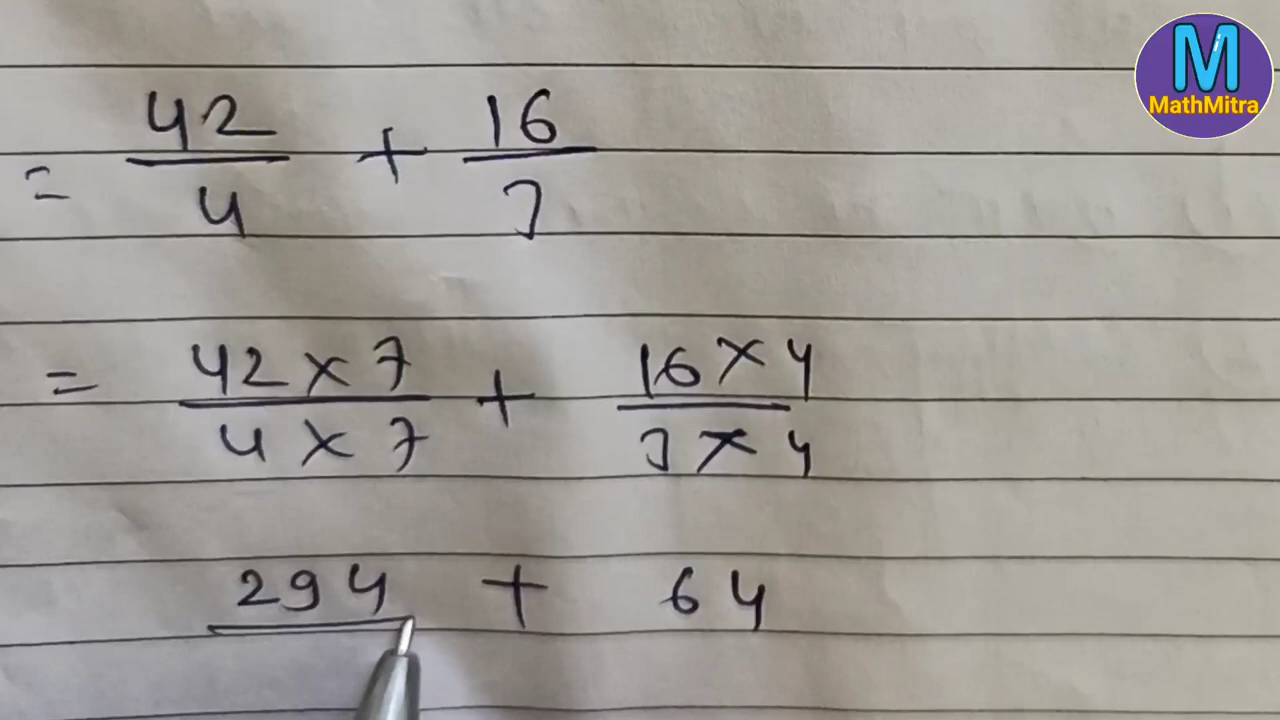 M
MathMitra
= 42/4 + 16/7
= 42 × 7/4 × 7 + 16 × 4/7 × 4
294 + 64